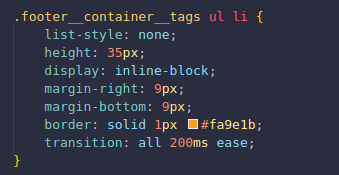 .footer__container__tags ul li {
    list-style: none;
    height: 35px;
    display: inline-block;
    margin-right: 9px;
    margin-bottom: 9px;
    border: solid 1px #fa9e1b;
    transition: all 200ms ease;
}